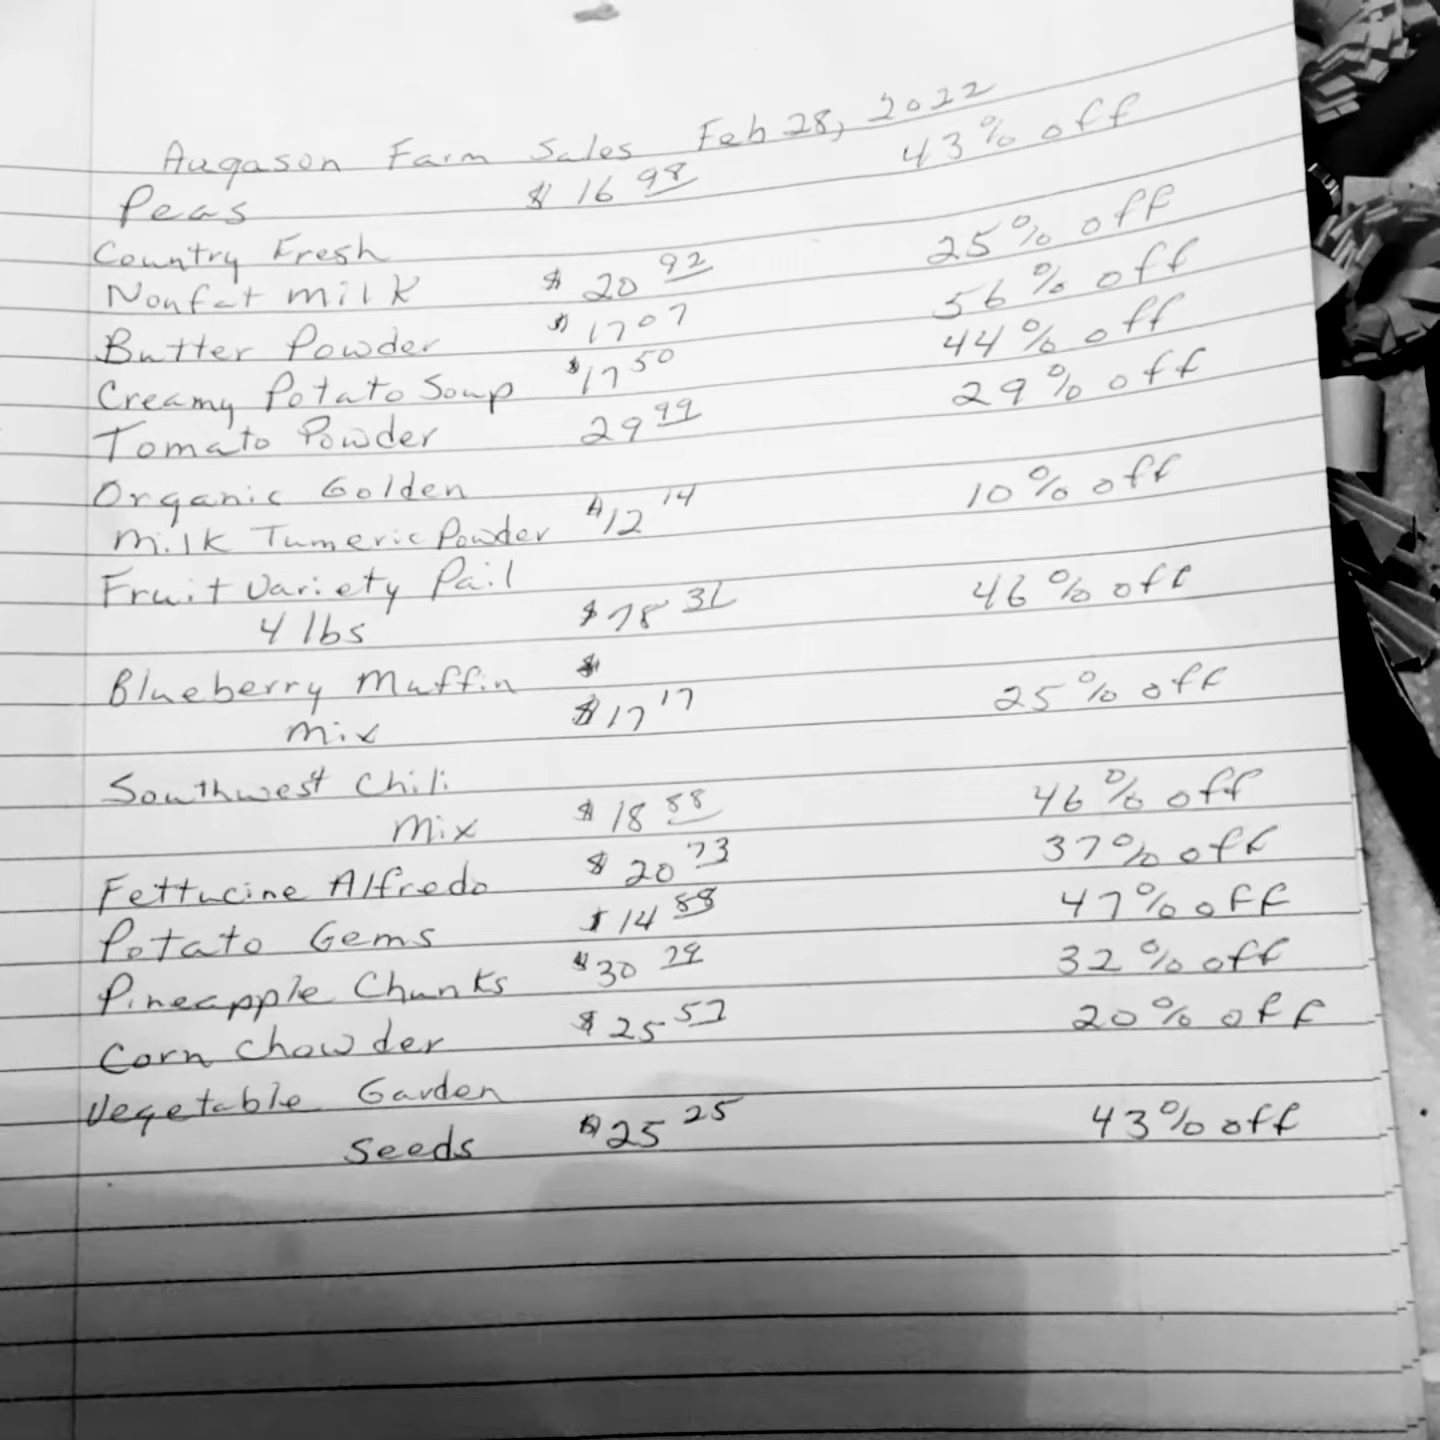 Augason Farm Sales Feb 28, 2022
Peas $ 16 98 43% off
Country Fresh
Nonfat milk $ 20 92 25% off
Butter Powder $ 17 07 56% off
Creamy Potato Soup $ 17 50 44% off
Tomato Powder 29 99 29% off
Organic Golden
Milk Tumeric Powder $12 14 10% off
Fruit Variety Pail
4 lbs $78 46% off
Blueberry Muffin $
Mix $17 17 25% off
Southwest Chili
Mix $ 18 88 46% off
Fettucine Alfredo $ 20 73 37% off
Potato Gems $ 14 88 47% off
Pineapple Chunks $30 32% off
Corn Chowder $ 25 20% off
Vegetable Garden
Seeds $25 25 43% off